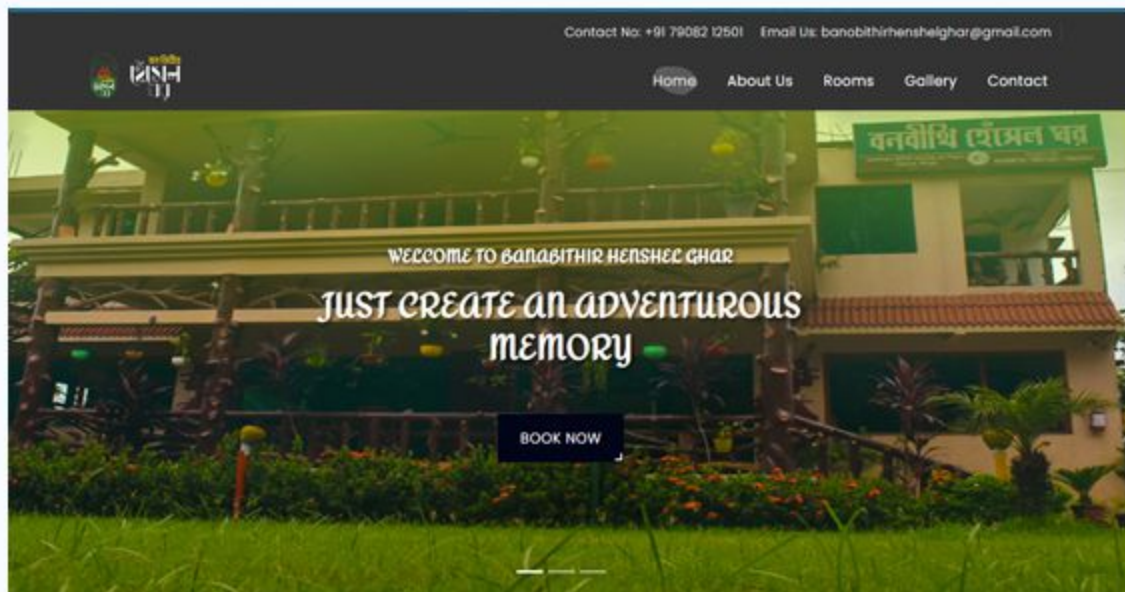 Contact No: +91 79082 12501 Email Us: banobithirhenshelghar@gmail.com
Home About Us Rooms Gallery Contact
বনবীথি হেঁসেল ঘর
WELCOME TO BANABITHIR HENSHEL GHAR
JUST CREATE AN ADVENTUROUS
MEMORY
BOOK NOW